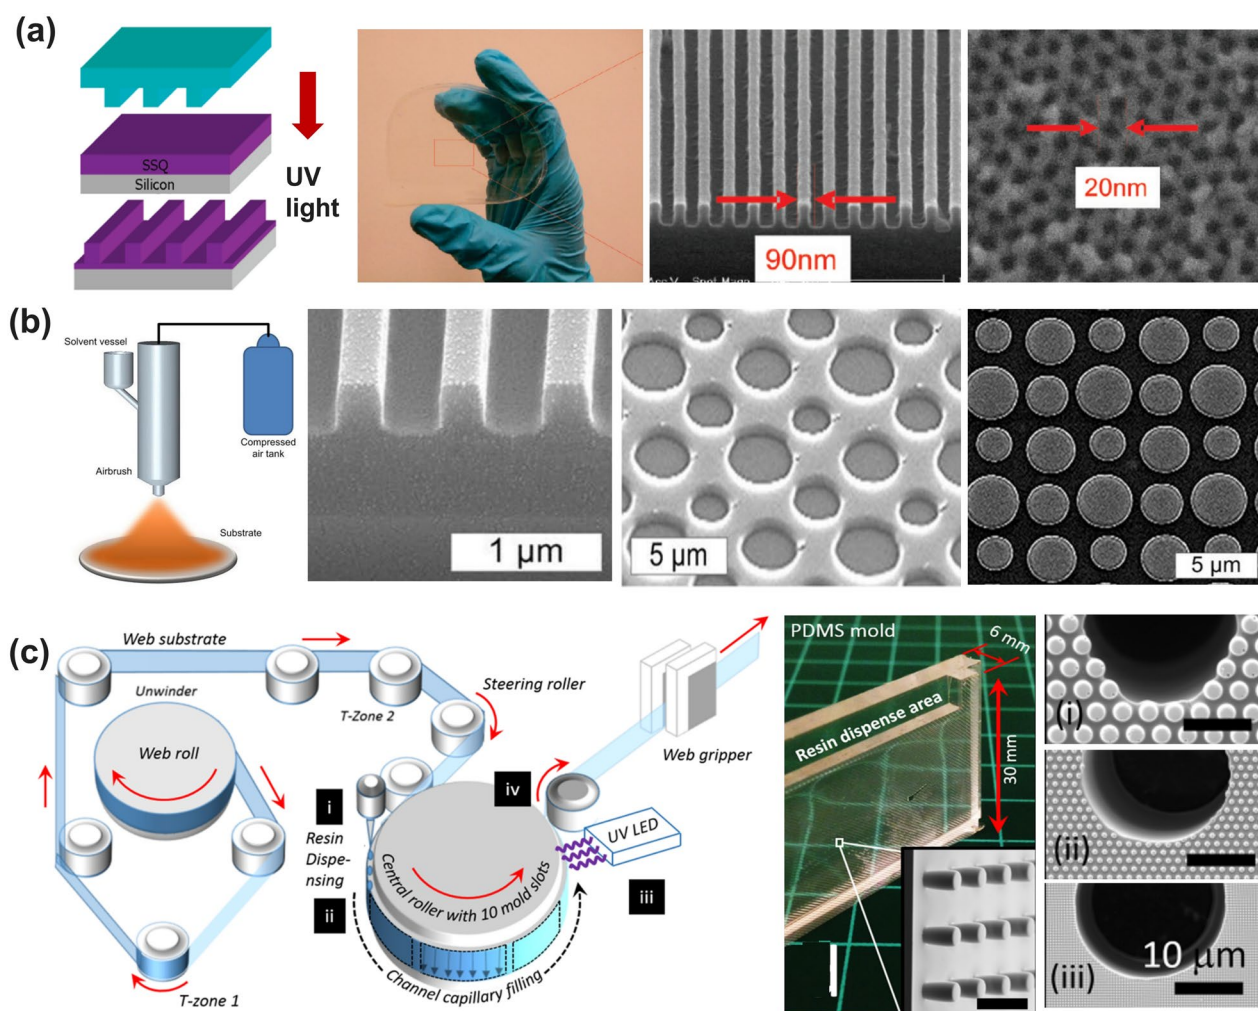 (a)
SSQ
Silicon
UV
light
90nm
20nm
(b)
Solvent vessel
Compressed
air tank
Airbrush
Substrate
1 µm
5 µm
5 µm
(c)
Web substrate
Unwinder
Web roll
T-Zone 2
Steering roller
Web gripper
i
Resin
Dispe-
nsing
ii
iv
UV LED
iii
Central roller with 10 mold slots
Channel capillary filling
T-zone 1
PDMS mold
6 mm
Resin dispense area
30 mm
(i)
(ii)
(iii)
10 µm